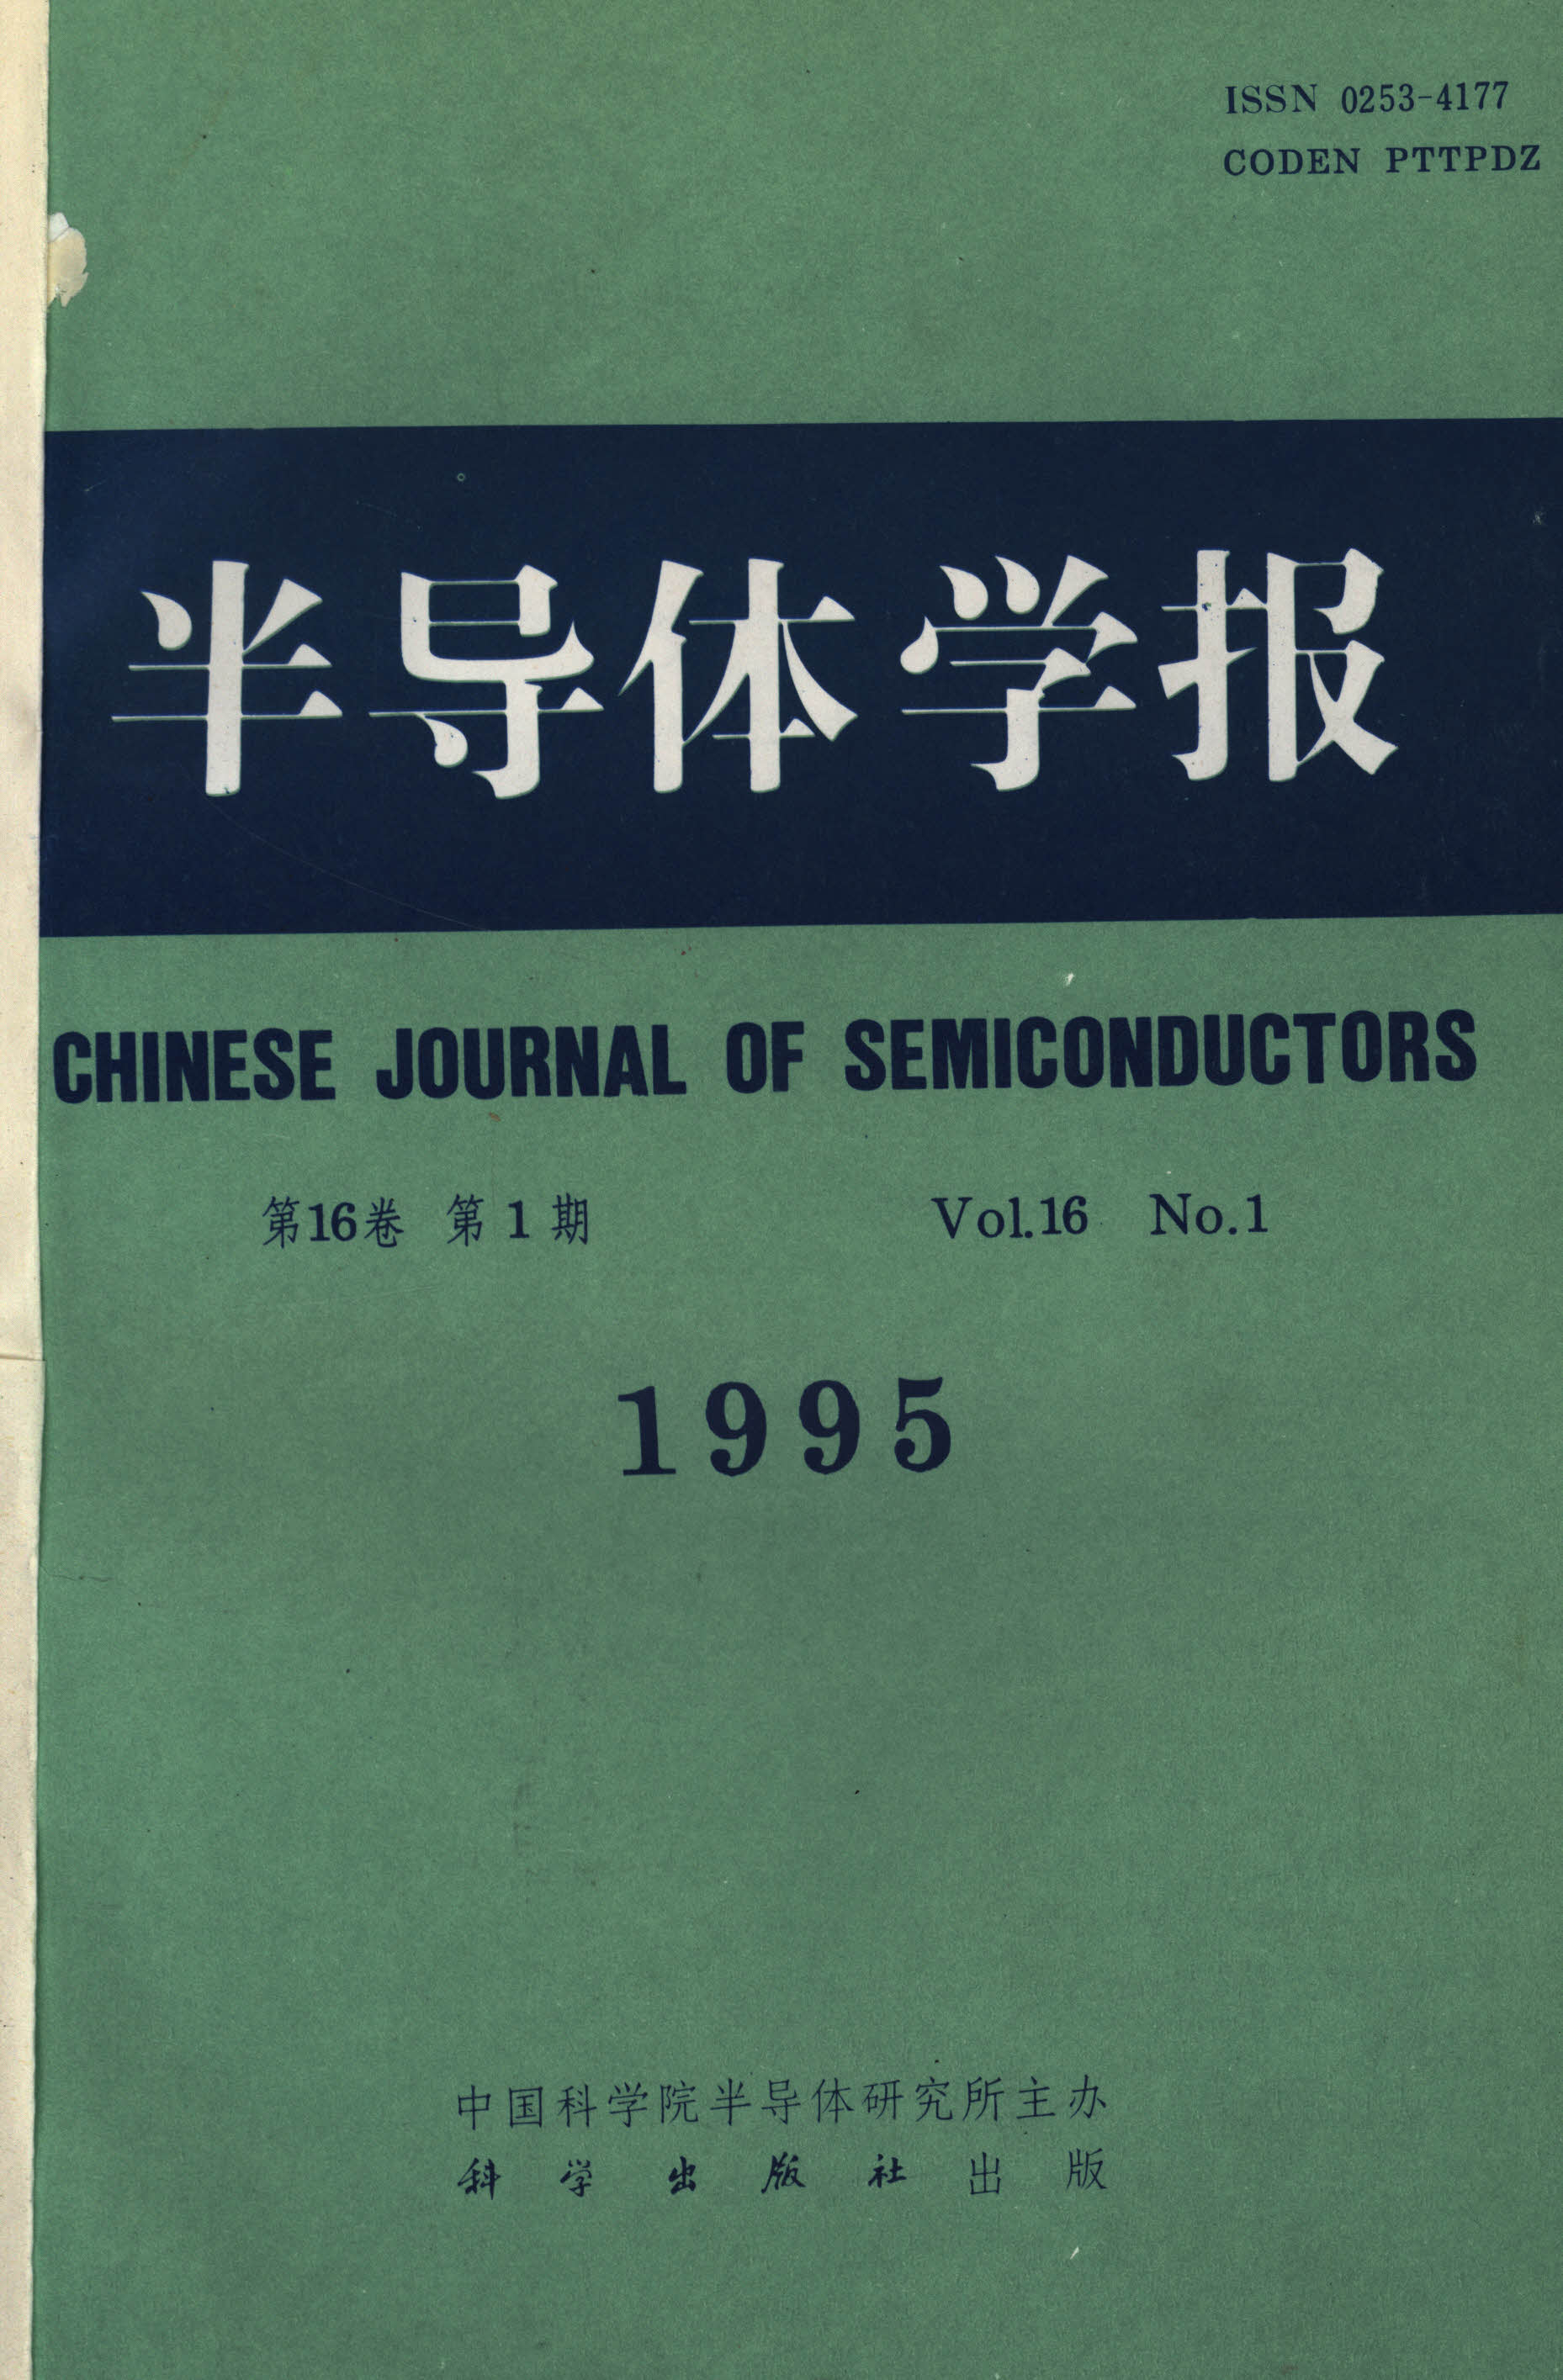 ISSN 0253-4177
CODEN PTTPDZ
半导体学报
CHINESE JOURNAL OF SEMICONDUCTORS
第16卷 第1期 Vol.16 No.1
1995
中国科学院半导体研究所主办
科学出版社出版